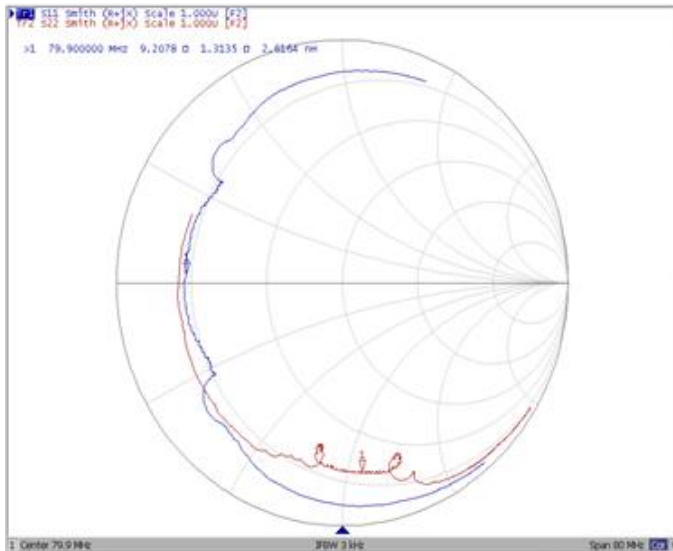 Tr1 S11 Smith (R+jX) Scale 1.000U [F2]
Tr2 S22 Smith (R+jX) Scale 1.000U [F2]
>1 79.900000 MHz 9.2078 Ω 1.3135 Ω 2.6164 nH
1
1 Center 79.9 MHz IFBW 3 kHz Span 80 MHz Cor